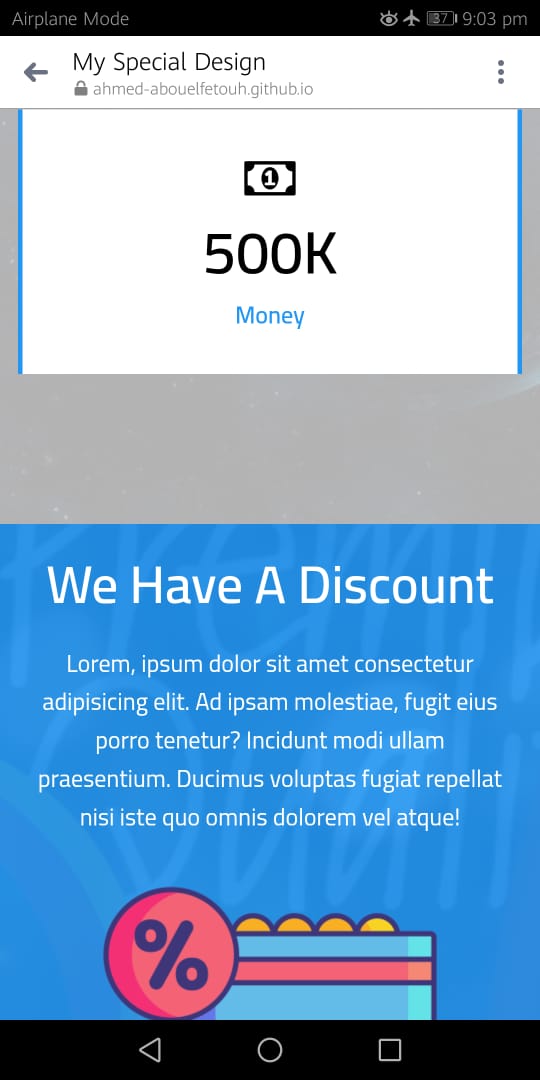 Airplane Mode
37
9:03 pm
My Special Design
ahmed-abouelfetouh.github.io
1
500K
Money
We Have A Discount
Lorem, ipsum dolor sit amet consectetur
adipisicing elit. Ad ipsam molestiae, fugit eius
porro tenetur? Incidunt modi ullam
praesentium. Ducimus voluptas fugiat repellat
nisi iste quo omnis dolorem vel atque!
%